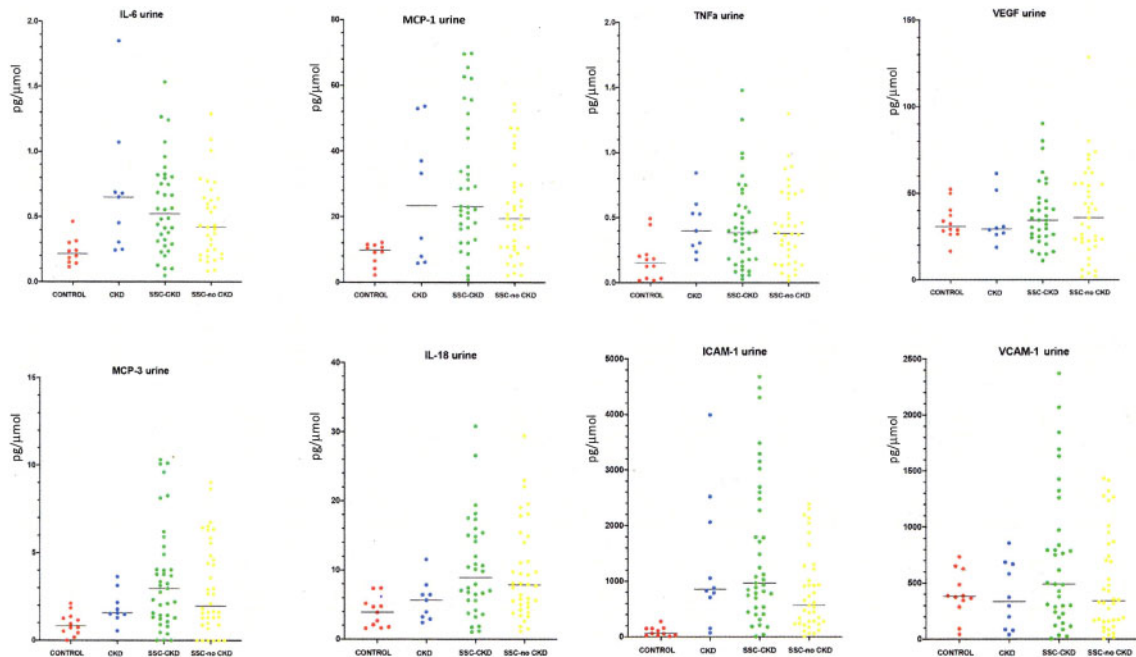 IL-6 urine
pg/µmol
2.0
1.5
1.0
0.5
0.0
CONTROL CKD SSC-CKD SSC-no CKD
MCP-1 urine
pg/µmol
80
60
40
20
0
CONTROL CKD SSC-CKD SSC-no CKD
TNFa urine
pg/µmol
2.0
1.5
1.0
0.5
0.0
CONTROL CKD SSC-CKD SSC-no CKD
VEGF urine
pg/µmol
150
100
50
0
CONTROL CKD SSC-CKD SSC-no CKD
MCP-3 urine
pg/µmol
15
10
5
0
CONTROL CKD SSC-CKD SSC-no CKD
IL-18 urine
pg/µmol
40
30
20
10
0
CONTROL CKD SSC-CKD SSC-no CKD
ICAM-1 urine
pg/µmol
5000
4000
3000
2000
1000
0
CONTROL CKD SSC-CKD SSC-no CKD
VCAM-1 urine
pg/µmol
2500
2000
1500
1000
500
0
CONTROL CKD SSC-CKD SSC-no CKD